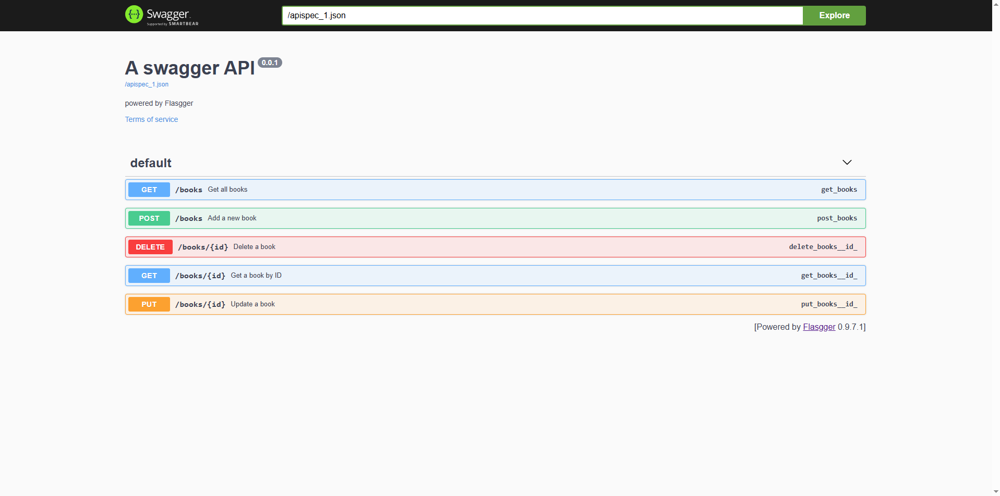 {··} Swagger.
Supported by SMARTBEAR
/apispec_1.json
Explore
A swagger API 0.0.1
/apispec_1.json
powered by Flasgger
Terms of service
default
GET /books Get all books get_books
POST /books Add a new book post_books
DELETE /books/{id} Delete a book delete_books__id_
GET /books/{id} Get a book by ID get_books__id_
PUT /books/{id} Update a book put_books__id_
[Powered by Flasgger 0.9.7.1]